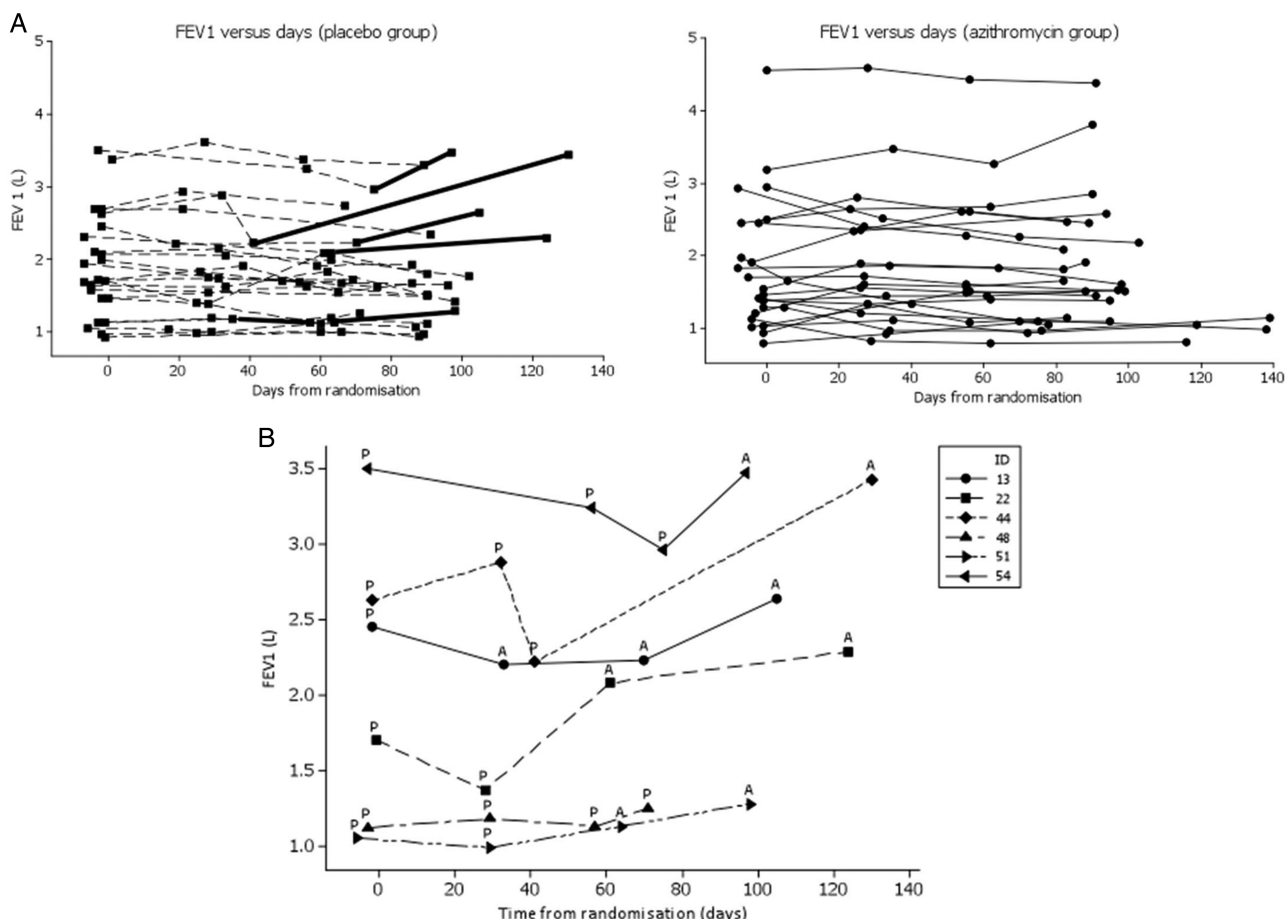 A
FEV1 versus days (placebo group)
FEV1 versus days (azithromycin group)
5
4
3
2
1
FEV 1 (L)
0 20 40 60 80 100 120 140
Days from randomisation
5
4
3
2
1
FEV 1 (L)
0 20 40 60 80 100 120 140
Days from randomisation
B
3.5
3.0
2.5
2.0
1.5
1.0
FEV1 (L)
P P P A
P P P A
P A A A
P P A A
P P P P
P P A A
0 20 40 60 80 100 120 140
Time from randomisation (days)
ID
13
22
44
48
51
54